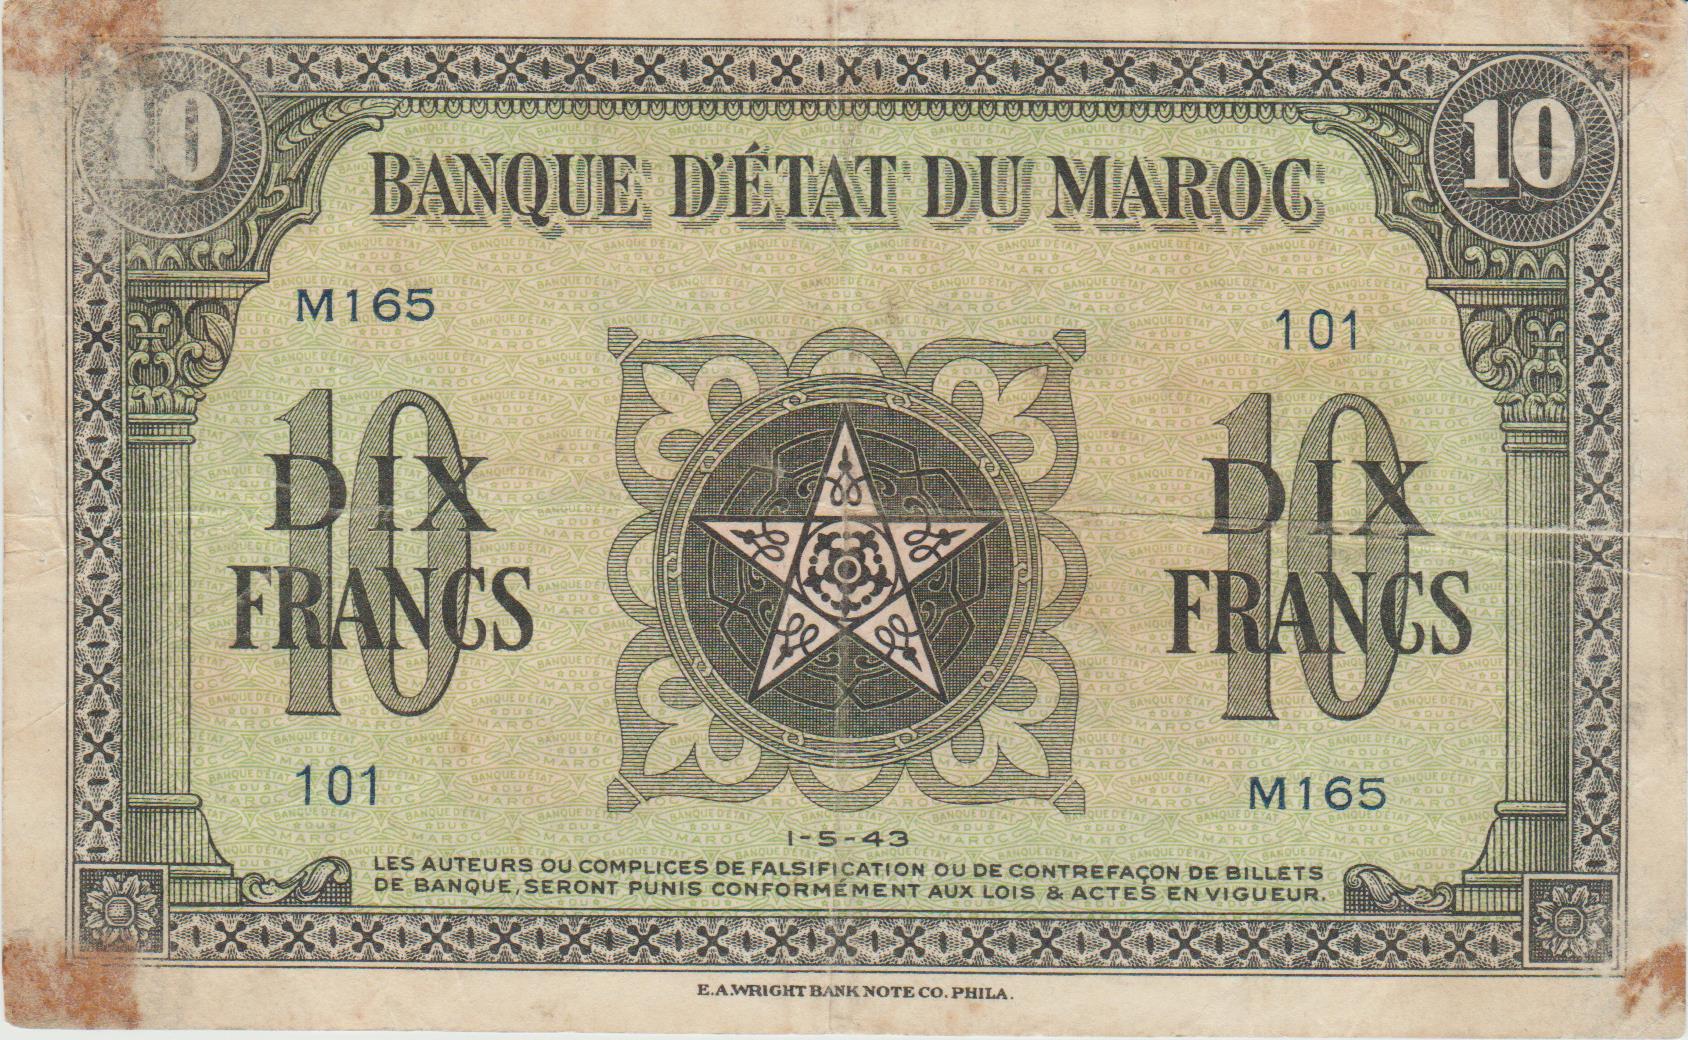 10 10
BANQUE D'ÉTAT DU MAROC
M165 101
10 10
DIX DIX
FRANCS FRANCS
101 M165
1-5-43
LES AUTEURS OU COMPLICES DE FALSIFICATION OU DE CONTREFAÇON DE BILLETS
DE BANQUE, SERONT PUNIS CONFORMÉMENT AUX LOIS & ACTES EN VIGUEUR.
E.A.WRIGHT BANK NOTE CO. PHILA.